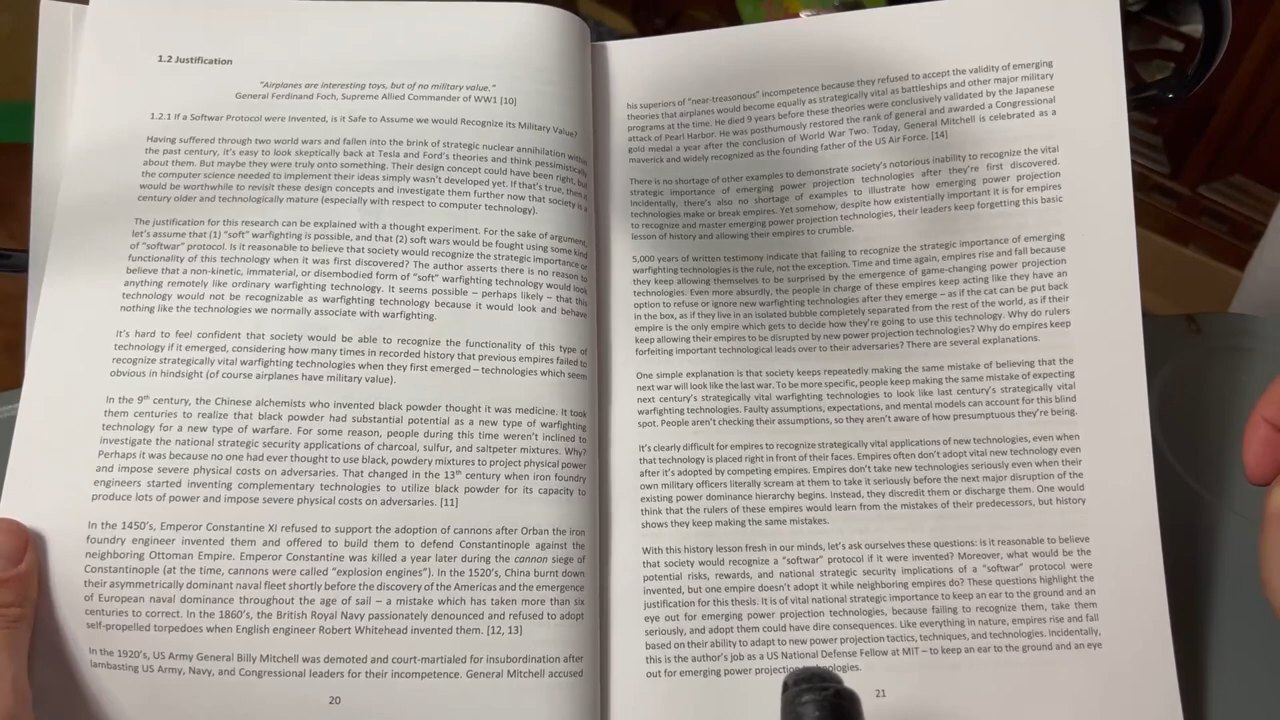 1.2 Justification
"Airplanes are interesting toys, but of no military value."
General Ferdinand Foch, Supreme Allied Commander of WW1 [10]
1.2.1 If a Softwar Protocol were Invented, is it Safe to Assume we would Recognize its Military Value?
Having suffered through two world wars and fallen into the brink of strategic nuclear annihilation within
the past century, it's easy to look skeptically back at Tesla and Ford's theories and think pessimistically
about them. But maybe they were truly onto something. Their design concept could have been right, but
the computer science needed to implement their ideas simply wasn't developed yet. If that's true, then it
would be worthwhile to revisit these design concepts and investigate them further now that society is a
century older and technologically mature (especially with respect to computer technology).
The justification for this research can be explained with a thought experiment. For the sake of argument,
let's assume that (1) "soft" warfighting is possible, and that (2) soft wars would be fought using some kind
of "softwar" protocol. Is it reasonable to believe that society would recognize the strategic importance or
functionality of this technology when it was first discovered? The author asserts there is no reason to
believe that a non-kinetic, immaterial, or disembodied form of "soft" warfighting technology would look
anything remotely like ordinary warfighting technology. It seems possible – perhaps likely – that this
technology would not be recognizable as warfighting technology because it would look and behave
nothing like the technologies we normally associate with warfighting.
It's hard to feel confident that society would be able to recognize the functionality of this type of
technology if it emerged, considering how many times in recorded history that previous empires failed to
recognize strategically vital warfighting technologies when they first emerged – technologies which seem
obvious in hindsight (of course airplanes have military value).
In the 9th century, the Chinese alchemists who invented black powder thought it was medicine. It took
them centuries to realize that black powder had substantial potential as a new type of warfighting
technology for a new type of warfare. For some reason, people during this time weren't inclined to
investigate the national strategic security applications of charcoal, sulfur, and saltpeter mixtures. Why?
Perhaps it was because no one had ever thought to use black, powdery mixtures to project physical power
and impose severe physical costs on adversaries. That changed in the 13th century when iron foundry
engineers started inventing complementary technologies to utilize black powder for its capacity to
produce lots of power and impose severe physical costs on adversaries. [11]
In the 1450's, Emperor Constantine XI refused to support the adoption of cannons after Orban the iron
foundry engineer invented them and offered to build them to defend Constantinople against the
neighboring Ottoman Empire. Emperor Constantine was killed a year later during the cannon siege of
Constantinople (at the time, cannons were called "explosion engines"). In the 1520's, China burnt down
their asymmetrically dominant naval fleet shortly before the discovery of the Americas and the emergence
of European naval dominance throughout the age of sail – a mistake which has taken more than six
centuries to correct. In the 1860's, the British Royal Navy passionately denounced and refused to adopt
self-propelled torpedoes when English engineer Robert Whitehead invented them. [12, 13]
In the 1920's, US Army General Billy Mitchell was demoted and court-martialed for insubordination after
lambasting US Army, Navy, and Congressional leaders for their incompetence. General Mitchell accused
20
his superiors of "near-treasonous" incompetence because they refused to accept the validity of emerging
theories that airplanes would become equally as strategically vital as battleships and other major military
programs at the time. He died 9 years before these theories were conclusively validated by the Japanese
attack of Pearl Harbor. He was posthumously restored the rank of general and awarded a Congressional
gold medal a year after the conclusion of World War Two. Today, General Mitchell is celebrated as a
maverick and widely recognized as the founding father of the US Air Force. [14]
There is no shortage of other examples to demonstrate society's notorious inability to recognize the vital
strategic importance of emerging power projection technologies after they're first discovered.
Incidentally, there's also no shortage of examples to illustrate how emerging power projection
technologies make or break empires. Yet somehow, despite how existentially important it is for empires
to recognize and master emerging power projection technologies, their leaders keep forgetting this basic
lesson of history and allowing their empires to crumble.
5,000 years of written testimony indicate that failing to recognize the strategic importance of emerging
warfighting technologies is the rule, not the exception. Time and time again, empires rise and fall because
they keep allowing themselves to be surprised by the emergence of game-changing power projection
technologies. Even more absurdly, the people in charge of these empires keep acting like they have an
option to refuse or ignore new warfighting technologies after they emerge – as if the cat can be put back
in the box, as if they live in an isolated bubble completely separated from the rest of the world, as if their
empire is the only empire which gets to decide how they're going to use this technology. Why do rulers
keep allowing their empires to be disrupted by new power projection technologies? Why do empires keep
forfeiting important technological leads over to their adversaries? There are several explanations.
One simple explanation is that society keeps repeatedly making the same mistake of believing that the
next war will look like the last war. To be more specific, people keep making the same mistake of expecting
next century's strategically vital warfighting technologies to look like last century's strategically vital
warfighting technologies. Faulty assumptions, expectations, and mental models can account for this blind
spot. People aren't checking their assumptions, so they aren't aware of how presumptuous they're being.
It's clearly difficult for empires to recognize strategically vital applications of new technologies, even when
that technology is placed right in front of their faces. Empires often don't adopt vital new technology even
after it's adopted by competing empires. Empires don't take new technologies seriously even when their
own military officers literally scream at them to take it seriously before the next major disruption of the
existing power dominance hierarchy begins. Instead, they discredit them or discharge them. One would
think that the rulers of these empires would learn from the mistakes of their predecessors, but history
shows they keep making the same mistakes.
With this history lesson fresh in our minds, let's ask ourselves these questions: Is it reasonable to believe
that society would recognize a "softwar" protocol if it were invented? Moreover, what would be the
potential risks, rewards, and national strategic security implications of a "softwar" protocol were
invented, but one empire doesn't adopt it while neighboring empires do? These questions highlight the
justification for this thesis. It is of vital national strategic importance to keep an ear to the ground and an
eye out for emerging power projection technologies, because failing to recognize them, take them
seriously, and adopt them could have dire consequences. Like everything in nature, empires rise and fall
based on their ability to adapt to new power projection tactics, techniques, and technologies. Incidentally,
this is the author's job as a US National Defense Fellow at MIT – to keep an ear to the ground and an eye
out for emerging power projection
21